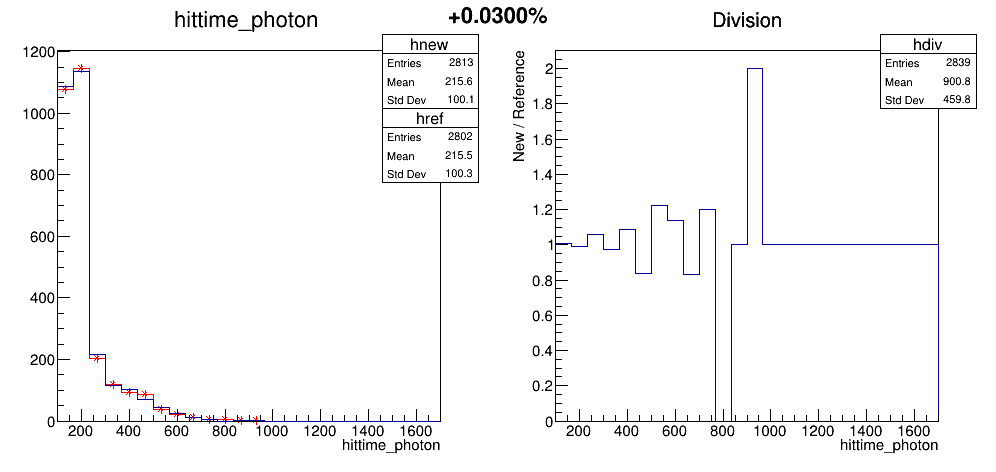 +0.0300%
hittime_photon
hnew
Entries 2813
Mean 215.6
Std Dev 100.1
href
Entries 2802
Mean 215.5
Std Dev 100.3
1200
1000
800
600
400
200
0
200 400 600 800 1000 1200 1400 1600
hittime_photon
Division
hdiv
Entries 2839
Mean 900.8
Std Dev 459.8
New / Reference
2
1.8
1.6
1.4
1.2
1
0.8
0.6
0.4
0.2
0
200 400 600 800 1000 1200 1400 1600
hittime_photon